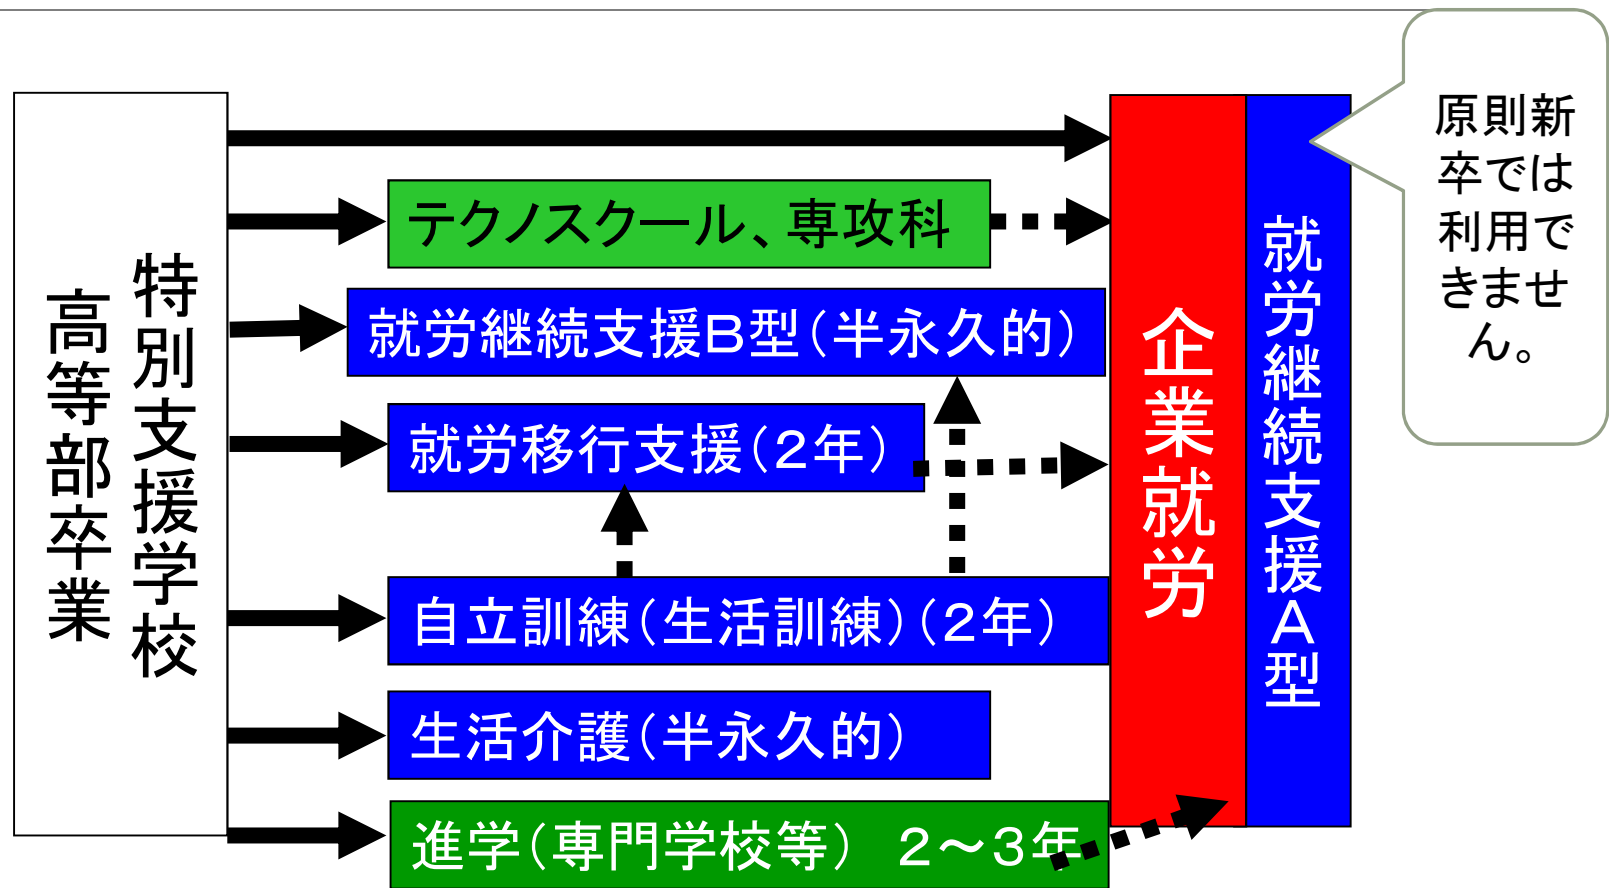 特別支援学校
高等部卒業
テクノスクール、専攻科
就労継続支援Ｂ型（半永久的）
就労移行支援（２年）
自立訓練（生活訓練）（２年）
生活介護（半永久的）
進学（専門学校等）　２～３年
企業就労
就労継続支援Ａ型
原則新
卒では
利用で
きませ
ん。